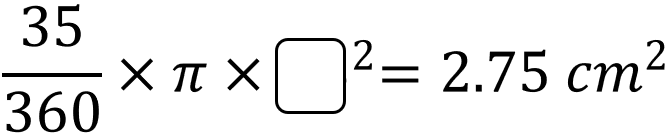 35/360 × π × □² = 2.75 cm²